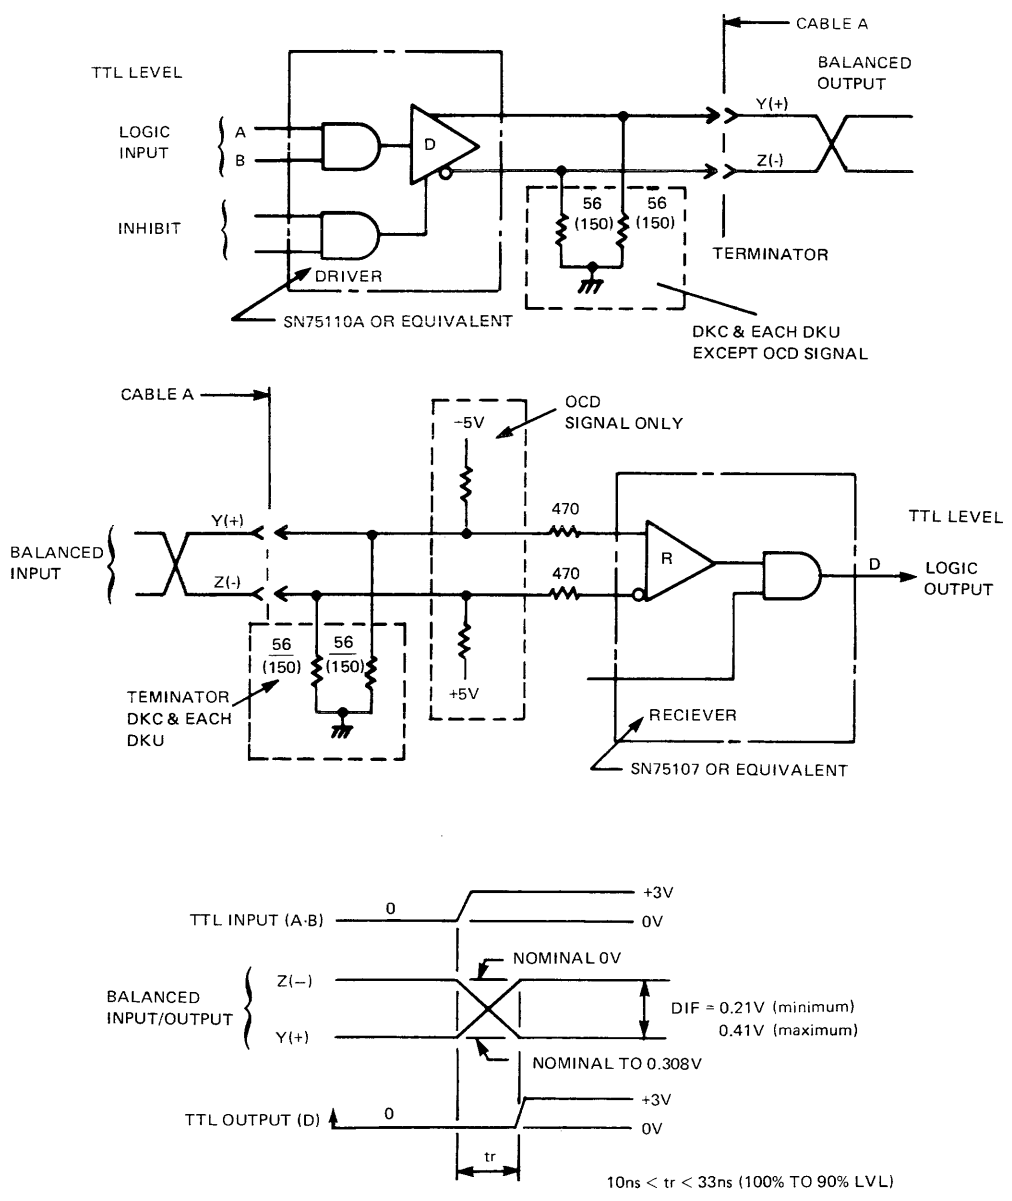 CABLE A
TTL LEVEL
BALANCED
OUTPUT
LOGIC
INPUT
A
B
D
Y(+)
Z(-)
INHIBIT
56
(150)
56
(150)
DRIVER
TERMINATOR
SN75110A OR EQUIVALENT
DKC & EACH DKU
EXCEPT OCD SIGNAL
CABLE A
OCD
SIGNAL ONLY
-5V
470
TTL LEVEL
BALANCED
INPUT
Y(+)
Z(-)
470
R
D
LOGIC
OUTPUT
56
(150)
56
(150)
+5V
TEMINATOR
DKC & EACH
DKU
RECIEVER
SN75107 OR EQUIVALENT
TTL INPUT (A·B)
0
+3V
0V
NOMINAL 0V
BALANCED
INPUT/OUTPUT
Z(-)
Y(+)
DIF = 0.21V (minimum)
0.41V (maximum)
NOMINAL TO 0.308V
TTL OUTPUT (D)
0
+3V
0V
tr
10ns < tr < 33ns (100% TO 90% LVL)